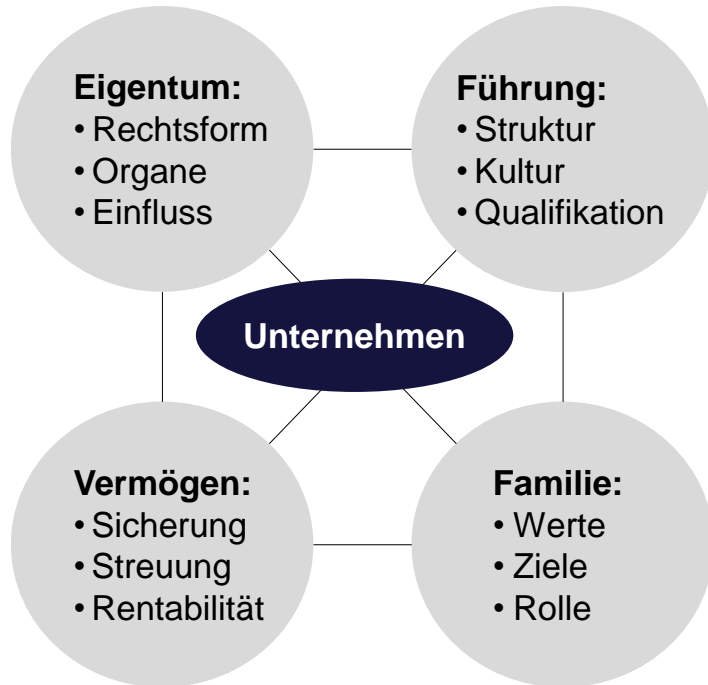 Eigentum:
• Rechtsform
• Organe
• Einfluss
Führung:
• Struktur
• Kultur
• Qualifikation
Unternehmen
Vermögen:
• Sicherung
• Streuung
• Rentabilität
Familie:
• Werte
• Ziele
• Rolle